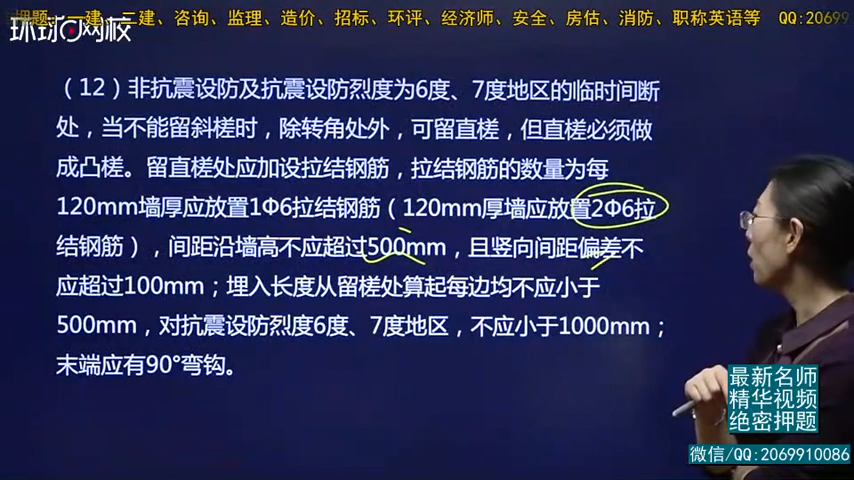 押题、一建、二建、咨询、监理、造价、招标、环评、经济师、安全、房估、消防、职称英语等 QQ:20699
环球网校
（12）非抗震设防及抗震设防烈度为6度、7度地区的临时间断
处，当不能留斜槎时，除转角处外，可留直槎，但直槎必须做
成凸槎。留直槎处应加设拉结钢筋，拉结钢筋的数量为每
120mm墙厚应放置1Φ6拉结钢筋（120mm厚墙应放置2Φ6拉
结钢筋），间距沿墙高不应超过500mm，且竖向间距偏差不
应超过100mm；埋入长度从留槎处算起每边均不应小于
500mm，对抗震设防烈度6度、7度地区，不应小于1000mm；
末端应有90°弯钩。
最新名师
精华视频
绝密押题
微信/QQ:2069910086